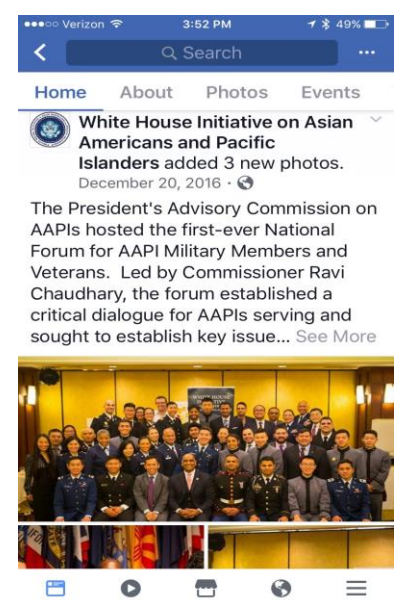 Verizon 3:52 PM 49%
Search
Home About Photos Events
White House Initiative on Asian
Americans and Pacific
Islanders added 3 new photos.
December 20, 2016 ·
The President's Advisory Commission on
AAPIs hosted the first-ever National
Forum for AAPI Military Members and
Veterans. Led by Commissioner Ravi
Chaudhary, the forum established a
critical dialogue for AAPIs serving and
sought to establish key issue... See More
WHITE HOUSE
INITIATIVE